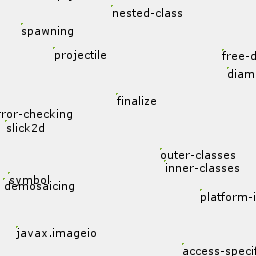 nested-class
spawning
projectile
free-d
diam
finalize
ror-checking
slick2d
outer-classes
inner-classes
symbol
demosaicing
platform-i
javax.imageio
access-specif